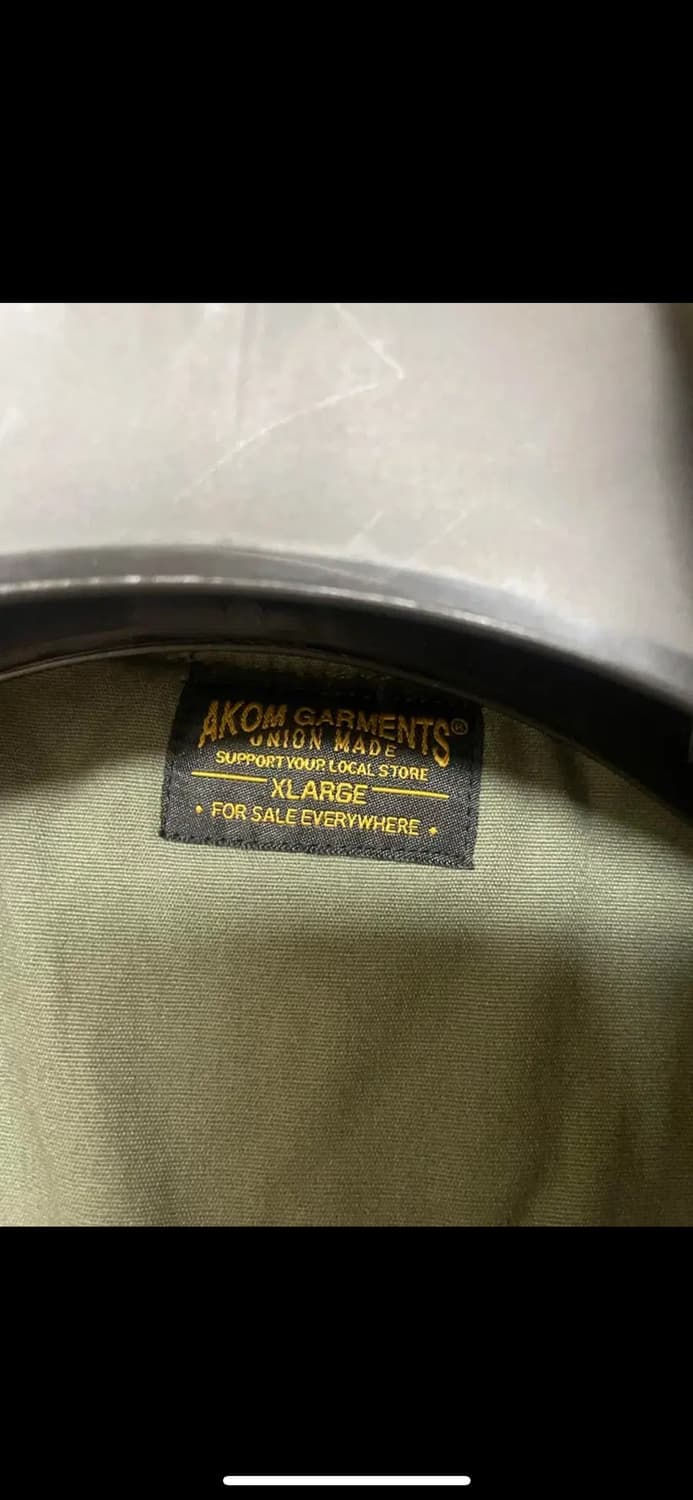 AKOM GARMENTS®
UNION MADE
SUPPORT YOUR LOCAL STORE
XLARGE
• FOR SALE EVERYWHERE •